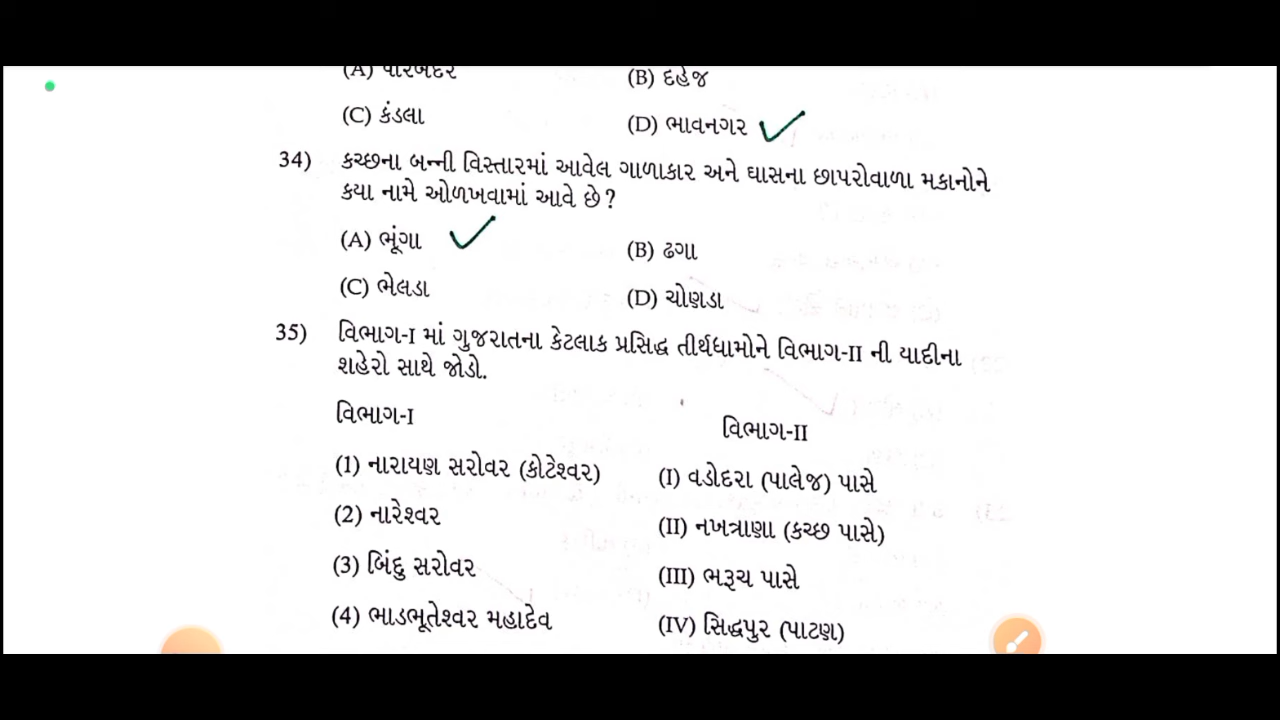 (A) પોરબંદર
(B) દહેજ
(C) કંડલા
(D) ભાવનગર
34) કચ્છના બન્ની વિસ્તારમાં આવેલ ગાળાકાર અને ઘાસના છાપરોવાળા મકાનોને
કયા નામે ઓળખવામાં આવે છે?
(A) ભૂંગા
(B) ઢગા
(C) ભેલડા
(D) ચોણડા
35) વિભાગ-I માં ગુજરાતના કેટલાક પ્રસિદ્ધ તીર્થધામોને વિભાગ-II ની યાદીના
શહેરો સાથે જોડો.
વિભાગ-I
વિભાગ-II
(1) નારાયણ સરોવર (કોટેશ્વર)
(I) વડોદરા (પાલેજ) પાસે
(2) નારેશ્વર
(II) નખત્રાણા (કચ્છ પાસે)
(3) બિંદુ સરોવર
(III) ભરૂચ પાસે
(4) ભાડભૂતેશ્વર મહાદેવ
(IV) સિદ્ધપુર (પાટણ)